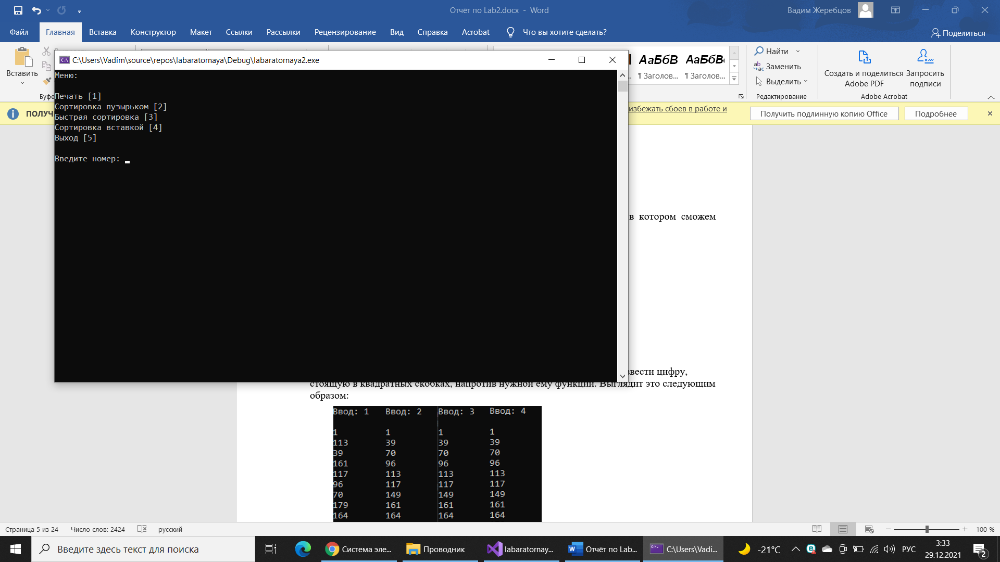 Отчёт по Lab2.docx - Word
Вадим Жеребцов
Файл Главная Вставка Конструктор Макет Ссылки Рассылки Рецензирование Вид Справка Acrobat Что вы хотите сделать? Поделиться
Вставить
Буфе
C:\Users\Vadim\source\repos\labaratornaya\Debug\labaratornaya2.exe
АаБбВ АаБбВ
¶ Заголов... ¶ Заголов...
Найти
Заменить
Выделить
Редактирование
Создать и поделиться
Adobe PDF
Запросить
подписи
Adobe Acrobat
ПОЛУЧ
избежать сбоев в работе и
Получить подлинную копию Office
Подробнее
Меню:
Печать [1]
Сортировка пузырьком [2]
Быстрая сортировка [3]
Сортировка вставкой [4]
Выход [5]
Введите номер:
в котором сможем
ввести цифру,
стоящую в квадратных скобках, напротив нужной ему функции. Выглядит это следующим
образом:
Ввод: 1 Ввод: 2 Ввод: 3 Ввод: 4
1 1 1 1
113 39 39 39
39 70 70 70
161 96 96 96
117 113 113 113
96 117 117 117
70 149 149 149
179 161 161 161
164 164 164 164
Страница 5 из 24 Число слов: 2424 русский
100 %
Введите здесь текст для поиска
Система эле...
Проводник
labaratornay...
Отчёт по Lab...
C:\Users\Vadi...
-21°C
РУС
3:33
29.12.2021
2